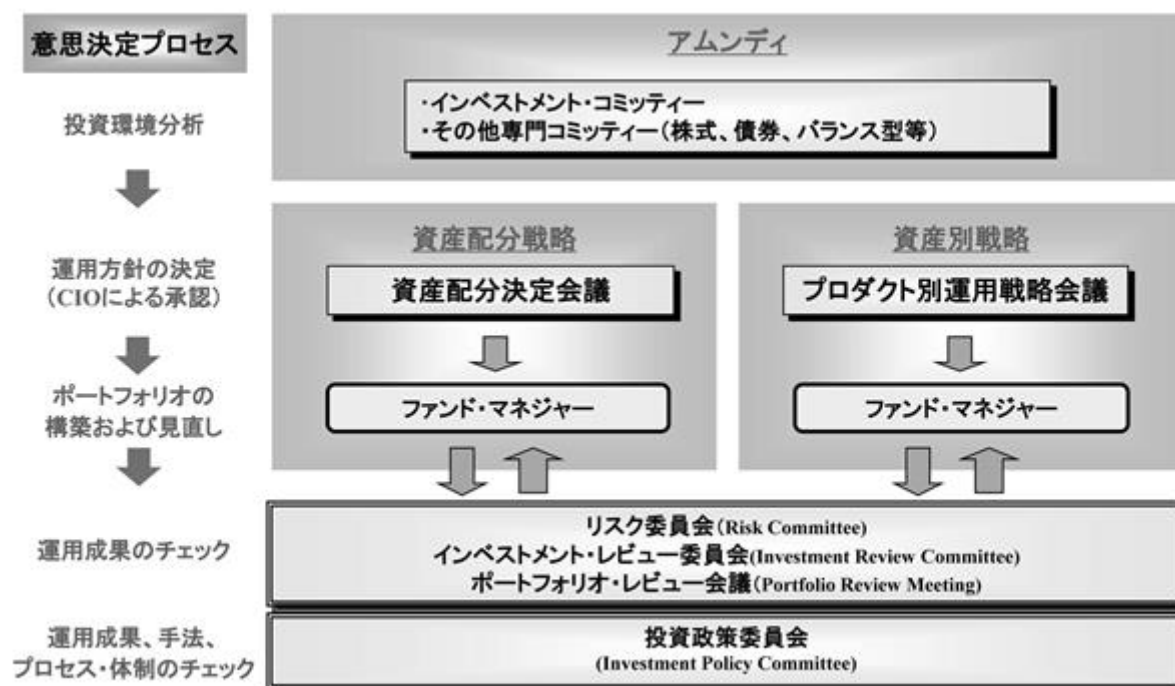 意思決定プロセス
アムンディ
投資環境分析
・インベストメント・コミッティー
・その他専門コミッティー（株式、債券、バランス型等）
運用方針の決定
（CIOによる承認）
資産配分戦略
資産配分決定会議
資産別戦略
プロダクト別運用戦略会議
ポートフォリオの
構築および見直し
ファンド・マネジャー
ファンド・マネジャー
運用成果のチェック
リスク委員会（Risk Committee）
インベストメント・レビュー委員会(Investment Review Committee)
ポートフォリオ・レビュー会議（Portfolio Review Meeting）
運用成果、手法、
プロセス・体制のチェック
投資政策委員会
(Investment Policy Committee)